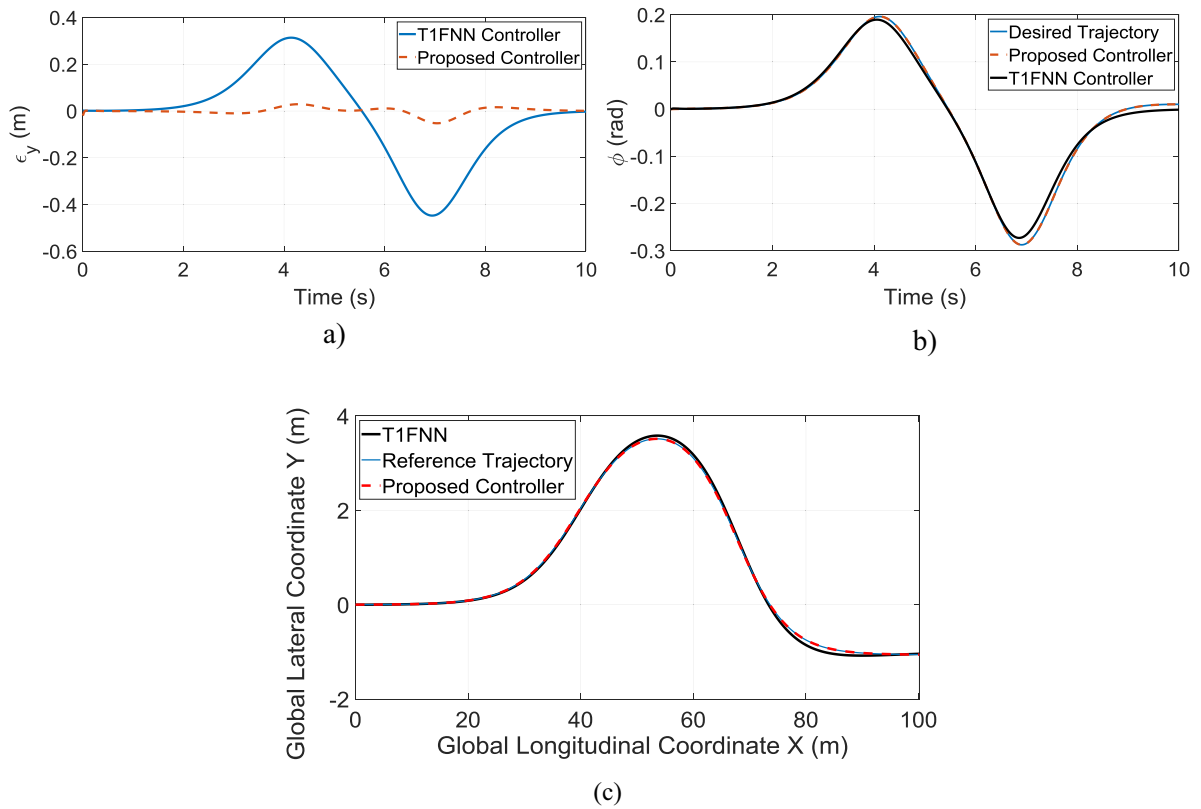 0.4
0.2
0
-0.2
-0.4
-0.6
ϵy (m)
T1FNN Controller
Proposed Controller
0 2 4 6 8 10
Time (s)
a)
0.2
0.1
0
-0.1
-0.2
-0.3
ϕ (rad)
Desired Trajectory
Proposed Controller
T1FNN Controller
0 2 4 6 8 10
Time (s)
b)
4
2
0
-2
Global Lateral Coordinate Y (m)
T1FNN
Reference Trajectory
Proposed Controller
0 20 40 60 80 100
Global Longitudinal Coordinate X (m)
(c)